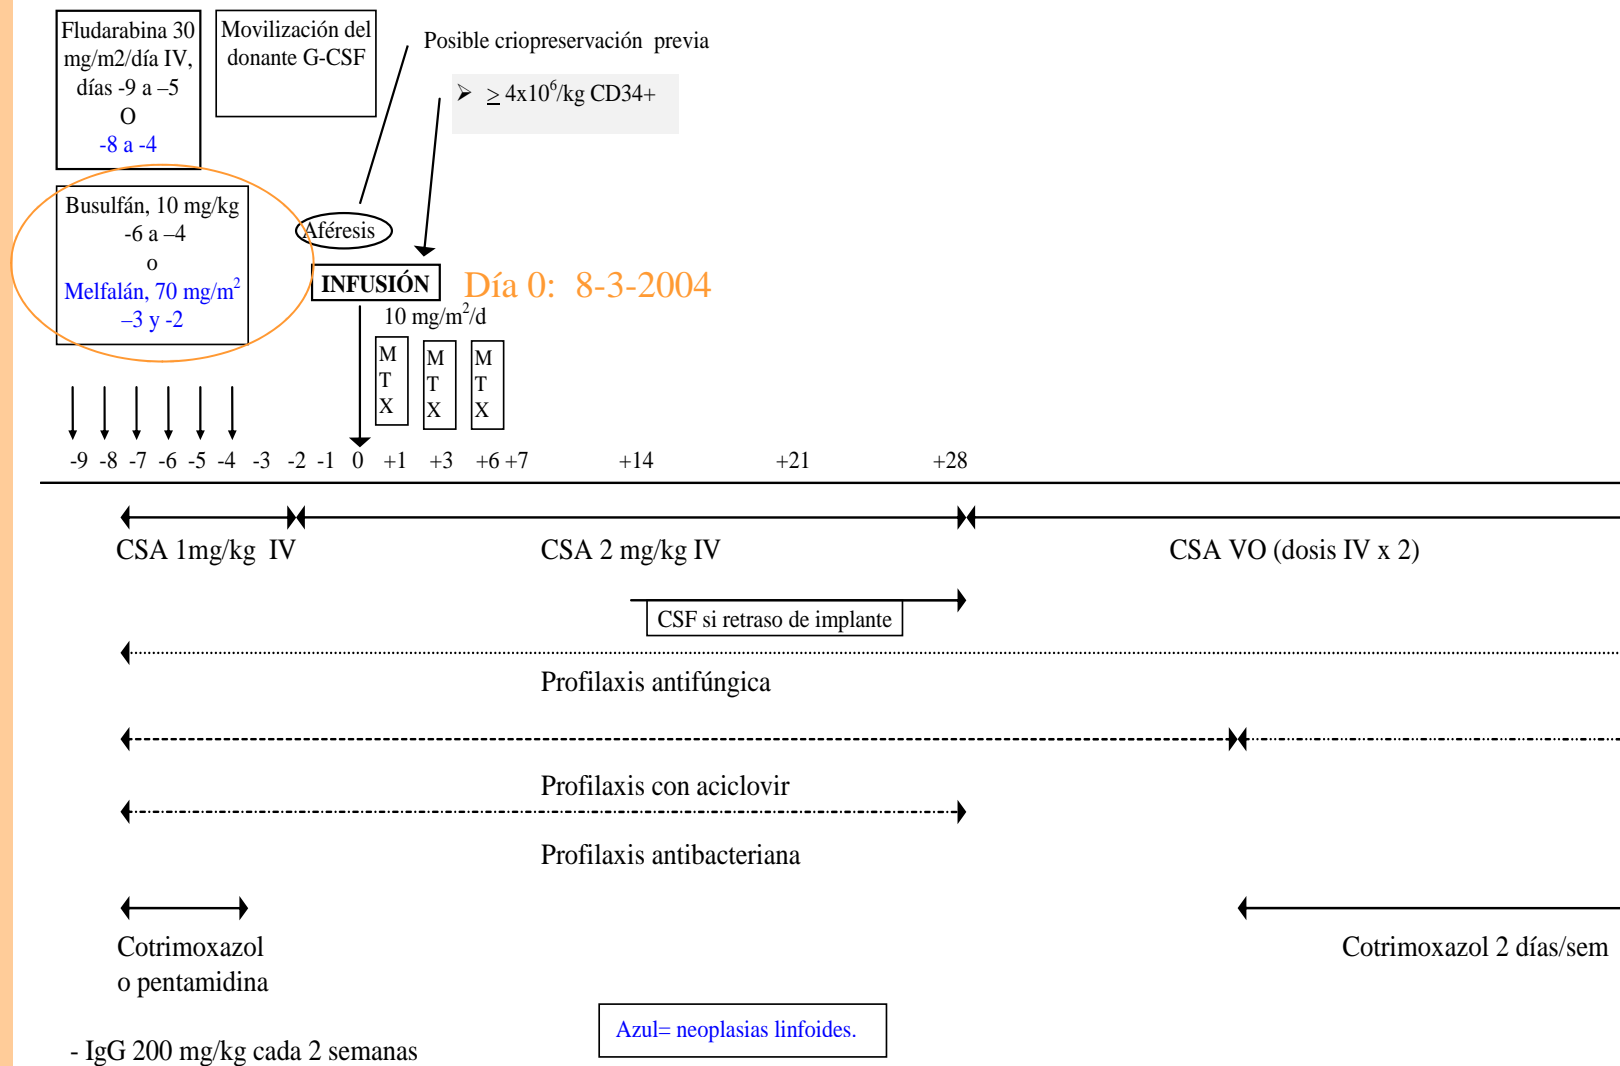 Fludarabina 30
mg/m2/día IV,
días -9 a –5
O
-8 a -4
Movilización del
donante G-CSF
Posible criopreservación previa
➢ ≥ 4x10⁶/kg CD34+
Busulfán, 10 mg/kg
-6 a –4
o
Melfalán, 70 mg/m²
–3 y -2
Aféresis
INFUSIÓN
Día 0: 8-3-2004
10 mg/m²/d
MTX
MTX
MTX
-9 -8 -7 -6 -5 -4 -3 -2 -1 0 +1 +3 +6 +7 +14 +21 +28
CSA 1mg/kg IV
CSA 2 mg/kg IV
CSA VO (dosis IV x 2)
CSF si retraso de implante
Profilaxis antifúngica
Profilaxis con aciclovir
Profilaxis antibacteriana
Cotrimoxazol
o pentamidina
Cotrimoxazol 2 días/sem
Azul= neoplasias linfoides.
- IgG 200 mg/kg cada 2 semanas